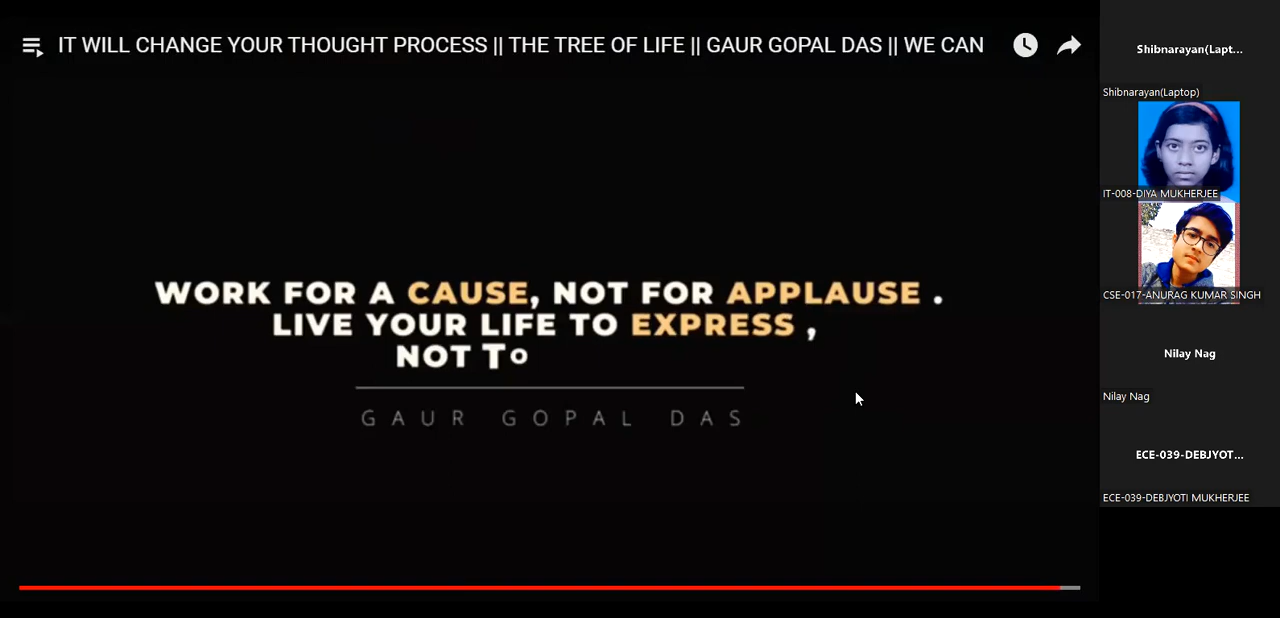 IT WILL CHANGE YOUR THOUGHT PROCESS || THE TREE OF LIFE || GAUR GOPAL DAS || WE CAN
WORK FOR A CAUSE, NOT FOR APPLAUSE .
LIVE YOUR LIFE TO EXPRESS ,
NOT TO
GAUR GOPAL DAS
Shibnarayan(Lapt...
Shibnarayan(Laptop)
IT-008-DIYA MUKHERJEE
CSE-017-ANURAG KUMAR SINGH
Nilay Nag
Nilay Nag
ECE-039-DEBJYOT...
ECE-039-DEBJYOTI MUKHERJEE